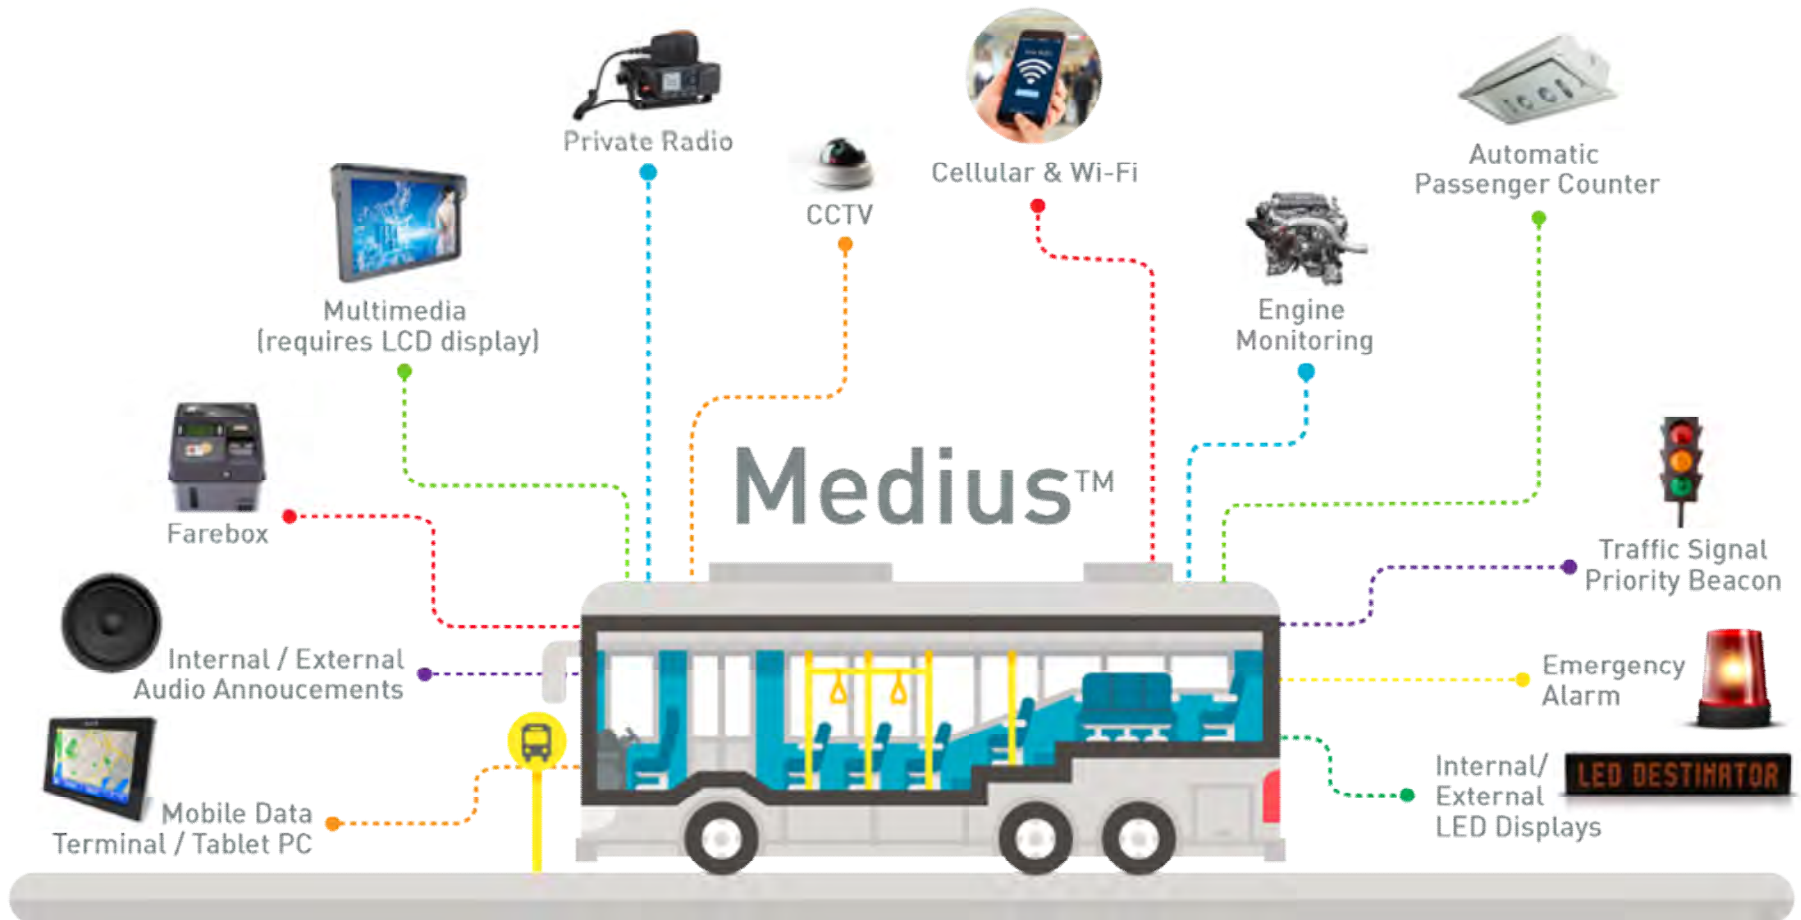 Private Radio
Cellular & Wi-Fi
Automatic
Passenger Counter
CCTV
Multimedia
(requires LCD display)
Engine
Monitoring
Medius™
Farebox
Traffic Signal
Priority Beacon
Internal / External
Audio Annoucements
Emergency
Alarm
Internal/
External
LED Displays
LED DESTINATOR
Mobile Data
Terminal / Tablet PC